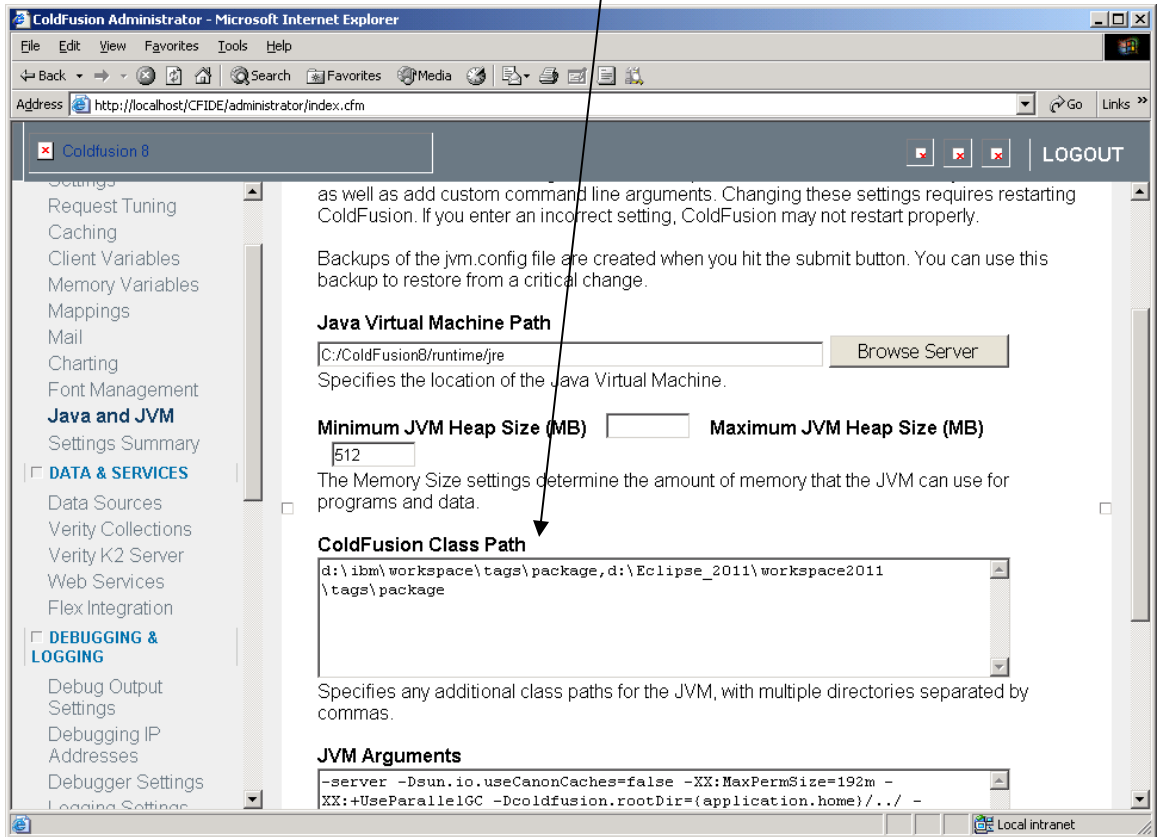 ColdFusion Administrator - Microsoft Internet Explorer
File Edit View Favorites Tools Help
Back Search Favorites Media
Address http://localhost/CFIDE/administrator/index.cfm Go Links »
Coldfusion 8
LOGOUT
Settings
Request Tuning
Caching
Client Variables
Memory Variables
Mappings
Mail
Charting
Font Management
Java and JVM
Settings Summary
DATA & SERVICES
Data Sources
Verity Collections
Verity K2 Server
Web Services
Flex Integration
DEBUGGING &
LOGGING
Debug Output
Settings
Debugging IP
Addresses
Debugger Settings
Logging Settings
as well as add custom command line arguments. Changing these settings requires restarting
ColdFusion. If you enter an incorrect setting, ColdFusion may not restart properly.
Backups of the jvm.config file are created when you hit the submit button. You can use this
backup to restore from a critical change.
Java Virtual Machine Path
C:/ColdFusion8/runtime/jre
Browse Server
Specifies the location of the Java Virtual Machine.
Minimum JVM Heap Size (MB) Maximum JVM Heap Size (MB)
512
The Memory Size settings determine the amount of memory that the JVM can use for
programs and data.
ColdFusion Class Path
d:\ibm\workspace\tags\package,d:\Eclipse_2011\workspace2011
\tags\package
Specifies any additional class paths for the JVM, with multiple directories separated by
commas.
JVM Arguments
-server -Dsun.io.useCanonCaches=false -XX:MaxPermSize=192m -
XX:+UseParallelGC -Dcoldfusion.rootDir={application.home}/../ -
Local intranet